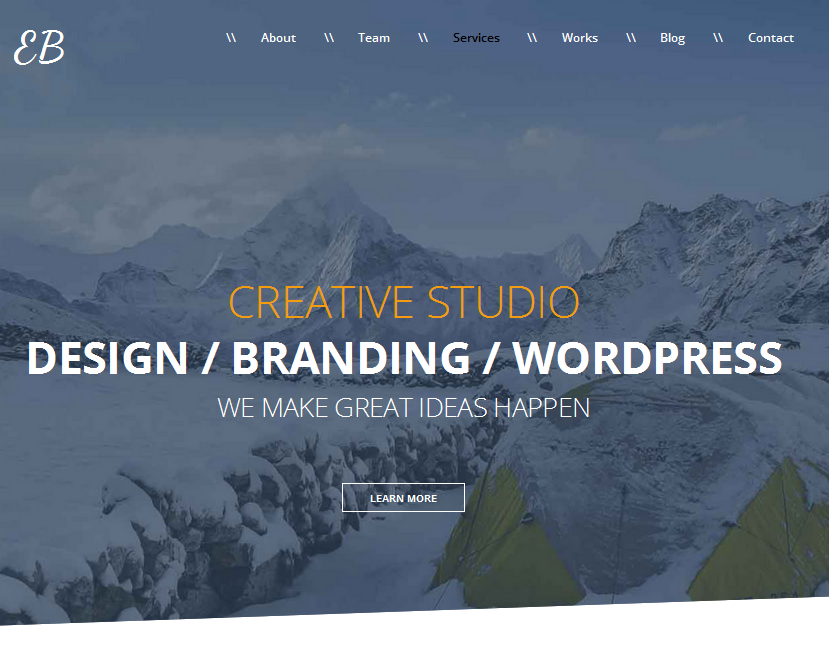 EB \\ About \\ Team \\ Services \\ Works \\ Blog \\ Contact
CREATIVE STUDIO
DESIGN / BRANDING / WORDPRESS
WE MAKE GREAT IDEAS HAPPEN
LEARN MORE